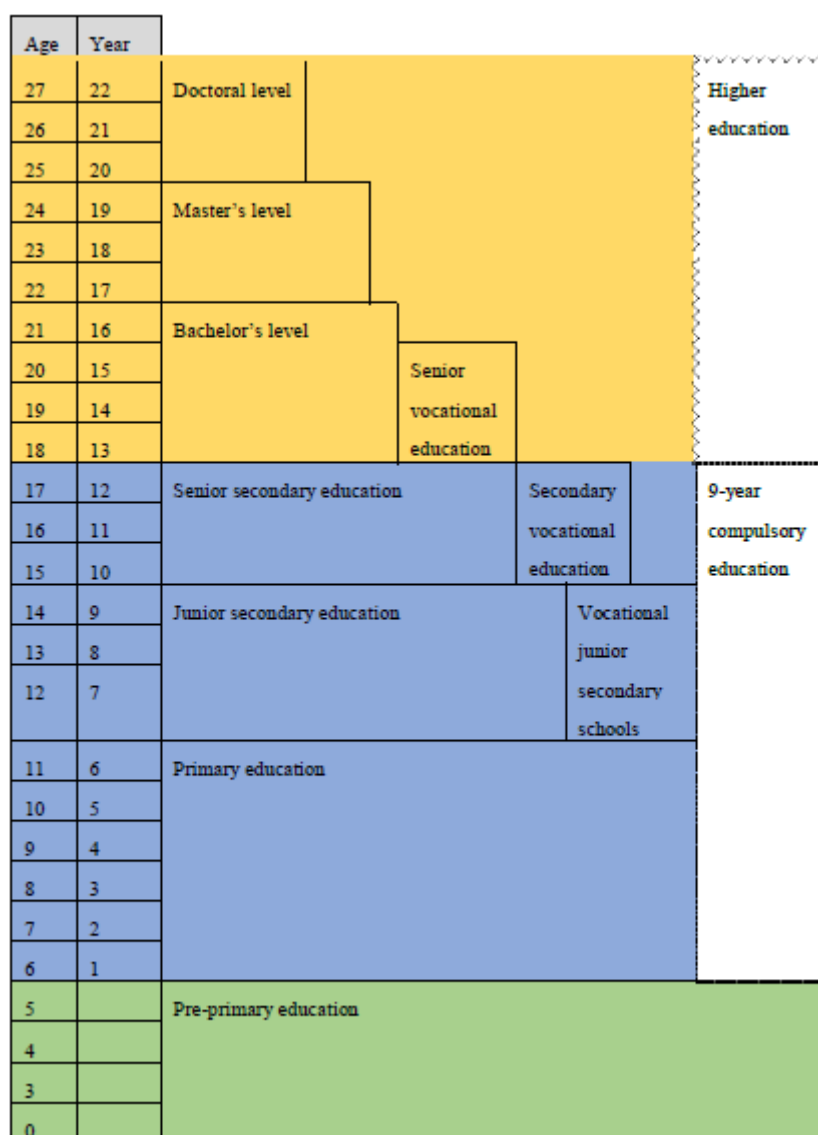 Age Year
27 22 Doctoral level Higher
26 21 education
25 20
24 19 Master's level
23 18
22 17
21 16 Bachelor's level
20 15 Senior
19 14 vocational
18 13 education
17 12 Senior secondary education Secondary 9-year
16 11 vocational compulsory
15 10 education education
14 9 Junior secondary education Vocational
13 8 junior
12 7 secondary
schools
11 6 Primary education
10 5
9 4
8 3
7 2
6 1
5 Pre-primary education
4
3
0